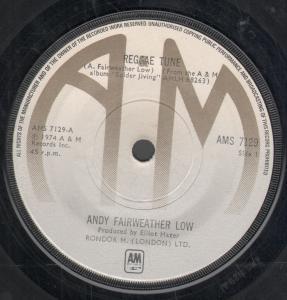 ALL RIGHTS OF THE MANUFACTURER AND OF THE OWNER OF THE RECORDED WORK RESERVED UNAUTHORISED PUBLIC PERFORMANCE BROADCASTING AND COPYING OF THIS RECORD PROHIBITED
REGGAE TUNE
(A. Fairweather Low) (From the A & M
album "Spider Jiving" AMLH 68263)
AMS 7129-A
℗ 1974 A & M
Records Inc.
45 r.p.m.
AMS 7129
Side 1
ANDY FAIRWEATHER LOW
Produced by Elliot Mazer
RONDOR M. (LONDON) LTD.
AM